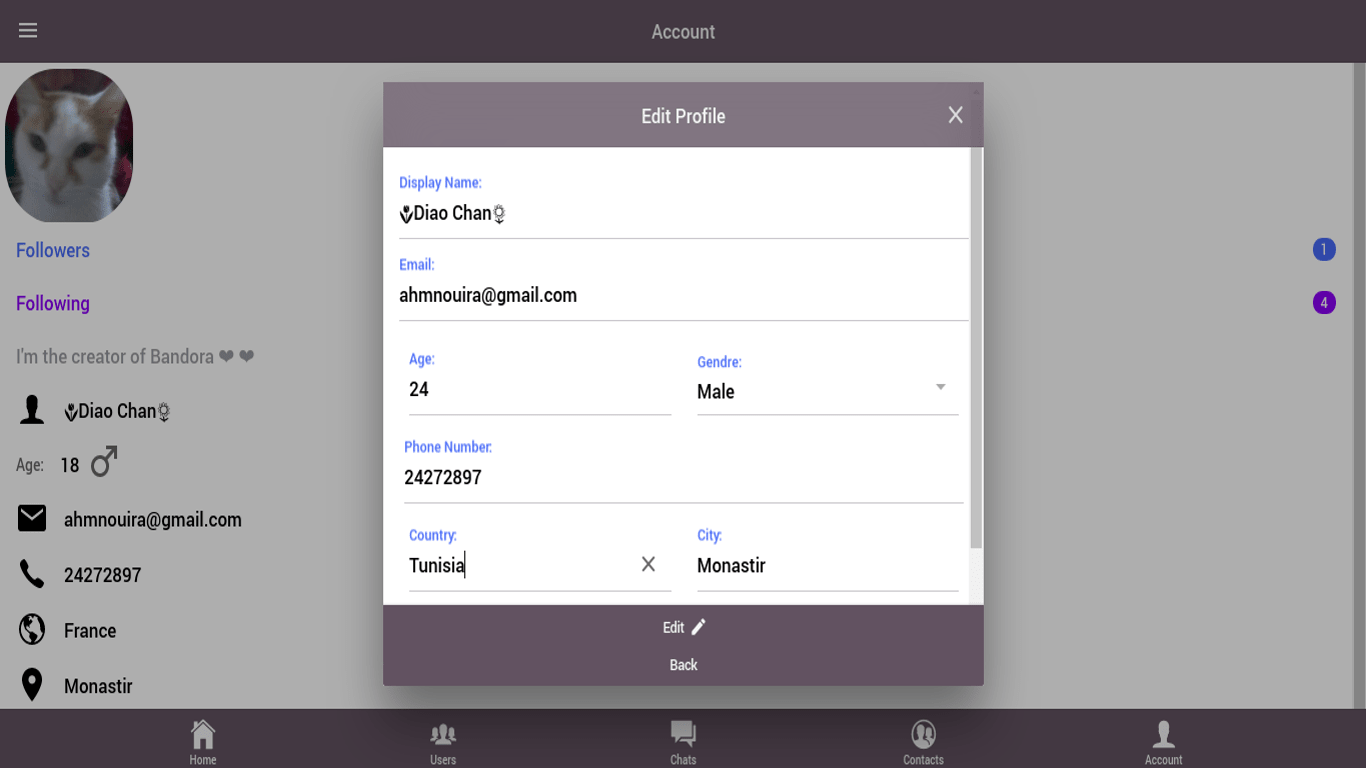 Account
Followers 1
Following 4
I'm the creator of Bandora ❤ ❤
Diao Chan
Age: 18 ♂
ahmnouira@gmail.com
24272897
France
Monastir
Edit Profile
Display Name:
Diao Chan
Email:
ahmnouira@gmail.com
Age: Gendre:
24 Male
Phone Number:
24272897
Country: City:
Tunisia Monastir
Edit
Back
Home Users Chats Contacts Account